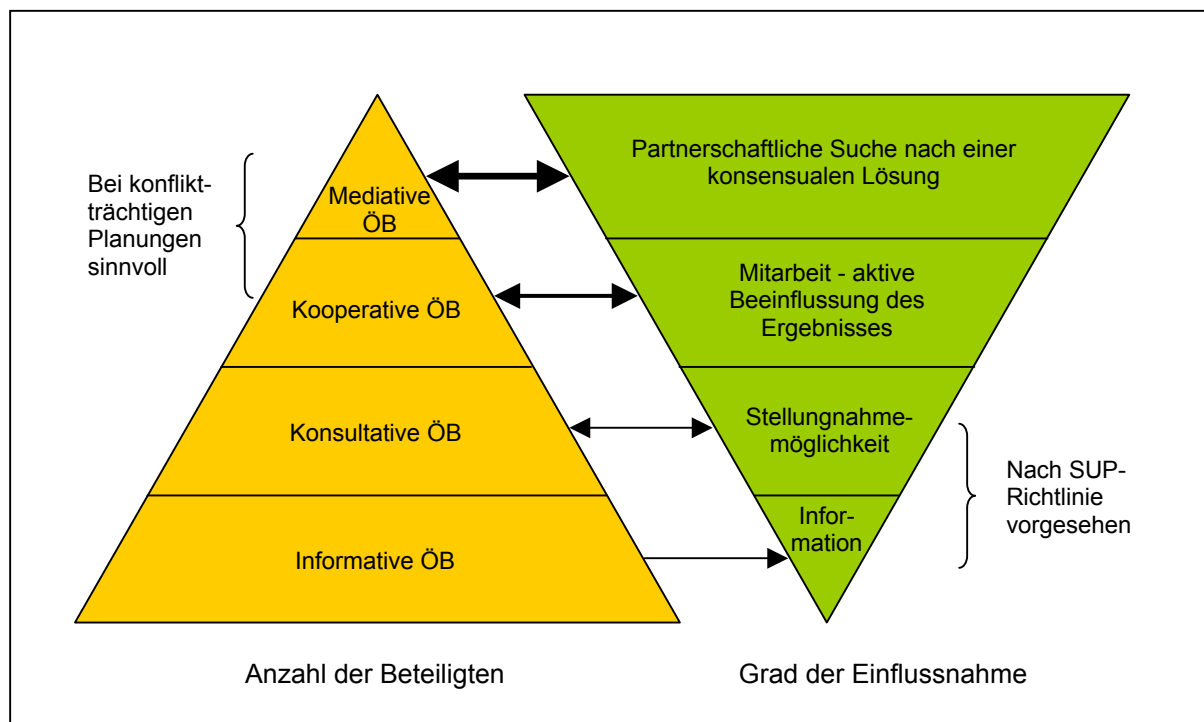 Bei konflikt-
trächtigen
Planungen
sinnvoll
Mediative
ÖB
Kooperative ÖB
Konsultative ÖB
Informative ÖB
Partnerschaftliche Suche nach einer
konsensualen Lösung
Mitarbeit - aktive
Beeinflussung des
Ergebnisses
Stellungnahme-
möglichkeit
Infor-
mation
Nach SUP-
Richtlinie
vorgesehen
Anzahl der Beteiligten
Grad der Einflussnahme